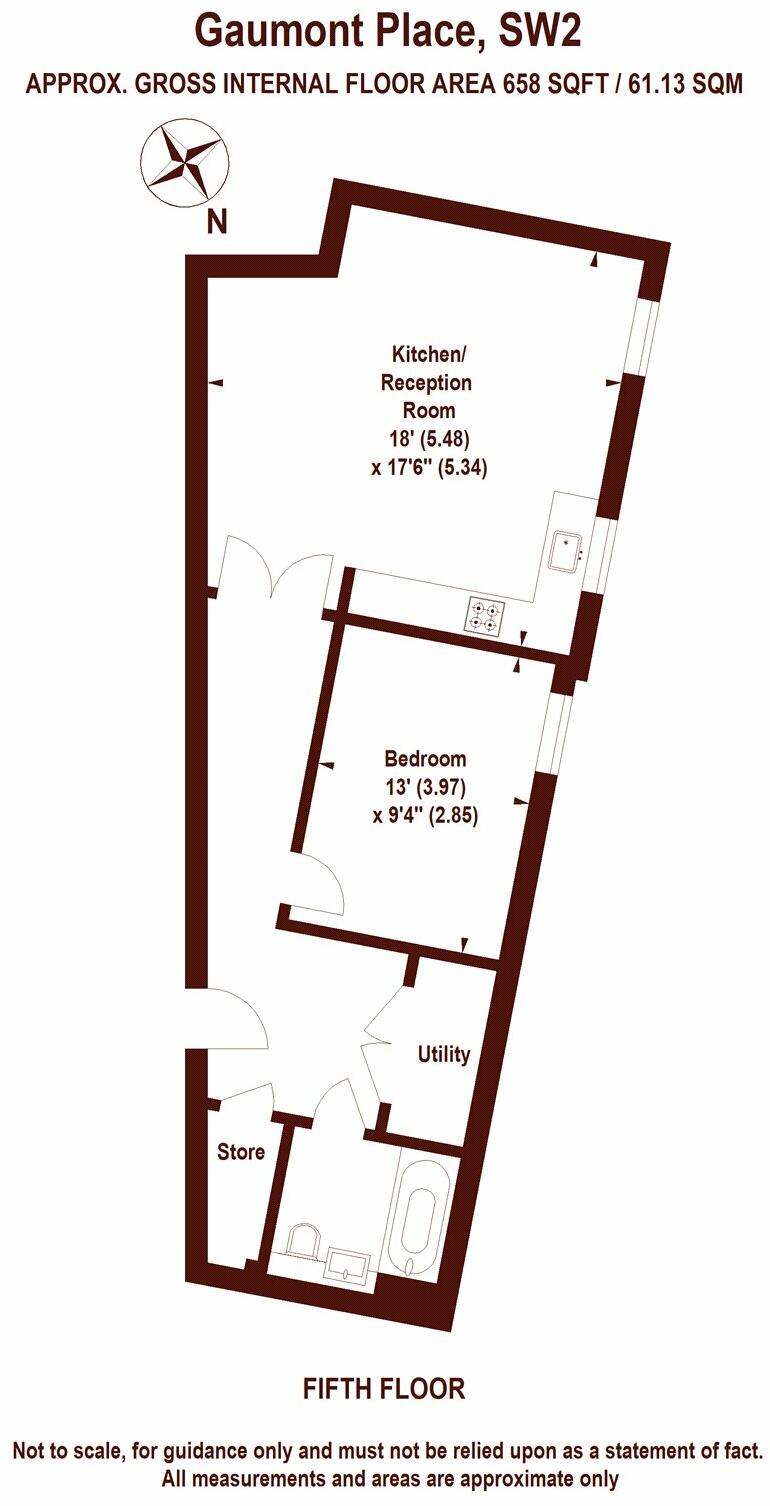 Gaumont Place, SW2
APPROX. GROSS INTERNAL FLOOR AREA 658 SQFT / 61.13 SQM
N
Kitchen/
Reception
Room
18' (5.48)
x 17'6" (5.34)
Bedroom
13' (3.97)
x 9'4" (2.85)
Utility
Store
FIFTH FLOOR
Not to scale, for guidance only and must not be relied upon as a statement of fact.
All measurements and areas are approximate only